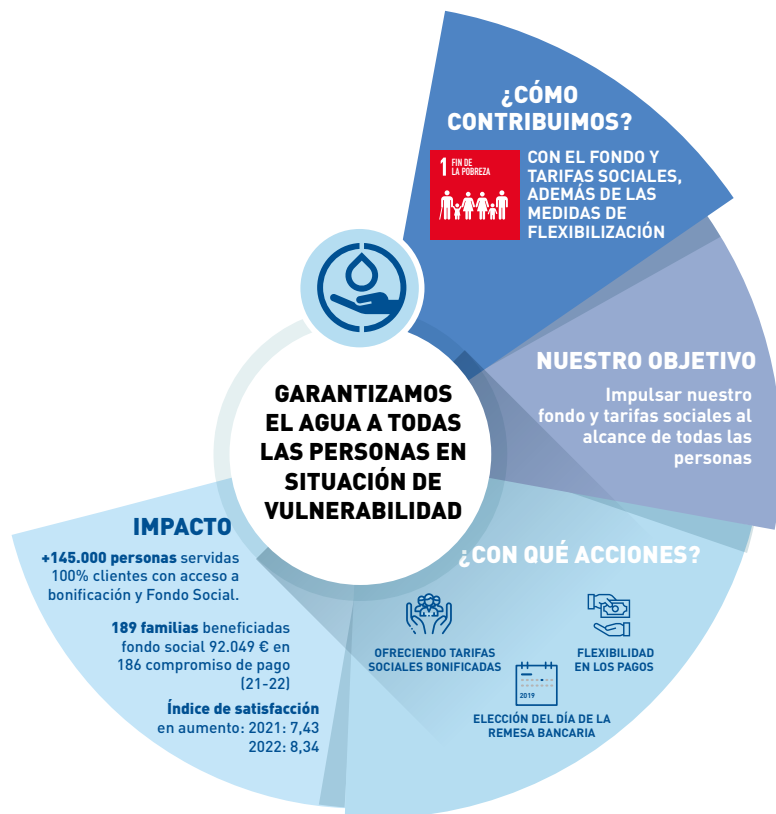 ¿CÓMO
CONTRIBUIMOS?
1 FIN DE
LA POBREZA
CON EL FONDO Y
TARIFAS SOCIALES,
ADEMÁS DE LAS
MEDIDAS DE
FLEXIBILIZACIÓN
NUESTRO OBJETIVO
Impulsar nuestro
fondo y tarifas sociales al
alcance de todas las
personas
GARANTIZAMOS
EL AGUA A TODAS
LAS PERSONAS EN
SITUACIÓN DE
VULNERABILIDAD
¿CON QUÉ ACCIONES?
OFRECIENDO TARIFAS
SOCIALES BONIFICADAS
FLEXIBILIDAD
EN LOS PAGOS
2019
ELECCIÓN DEL DÍA DE LA
REMESA BANCARIA
IMPACTO
+145.000 personas servidas
100% clientes con acceso a
bonificación y Fondo Social.
189 familias beneficiadas
fondo social 92.049 € en
186 compromiso de pago
(21-22)
Índice de satisfacción
en aumento: 2021: 7,43
2022: 8,34